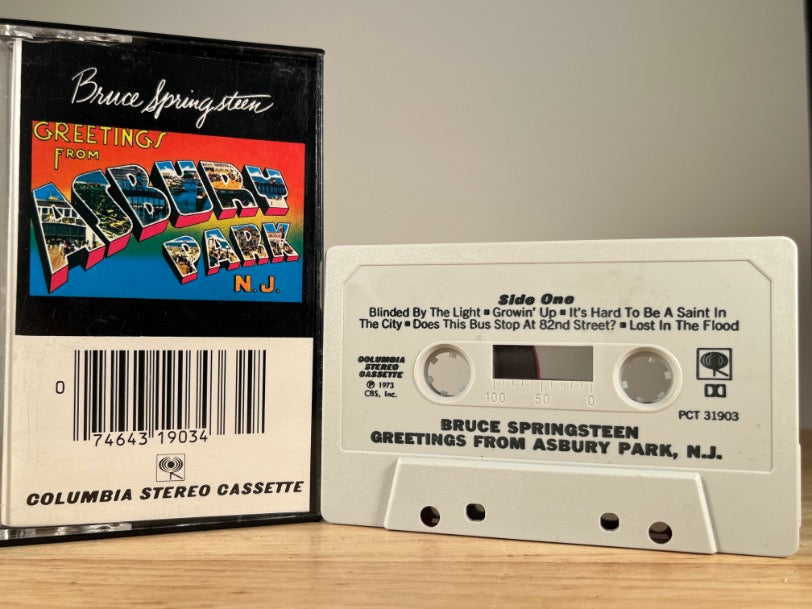 Bruce Springsteen
GREETINGS
FROM
ASBURY
PARK
N.J.
0
74643 19034
COLUMBIA STEREO CASSETTE
Side One
Blinded By The Light ▪ Growin' Up ▪ It's Hard To Be A Saint In
The City ▪ Does This Bus Stop At 82nd Street? ▪ Lost In The Flood
COLUMBIA
STEREO
CASSETTE
℗ 1973
CBS, Inc.
100 50 0
PCT 31903
BRUCE SPRINGSTEEN
GREETINGS FROM ASBURY PARK, N.J.